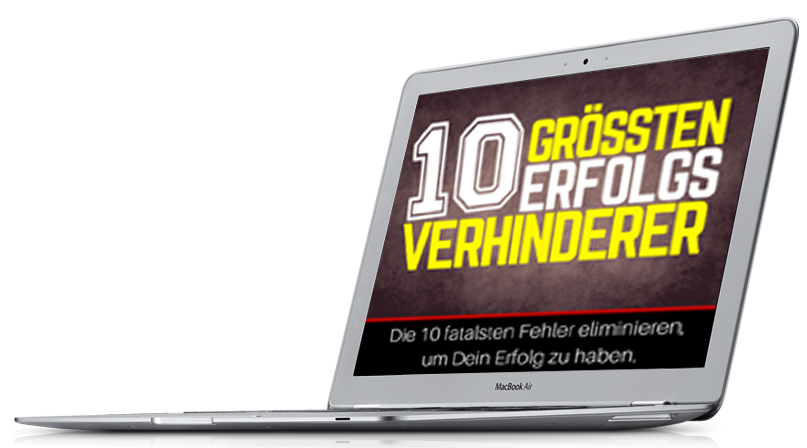 10 GRÖSSTEN
ERFOLGS
VERHINDERER
Die 10 fatalsten Fehler eliminieren,
um Dein Erfolg zu haben,
MacBook Air